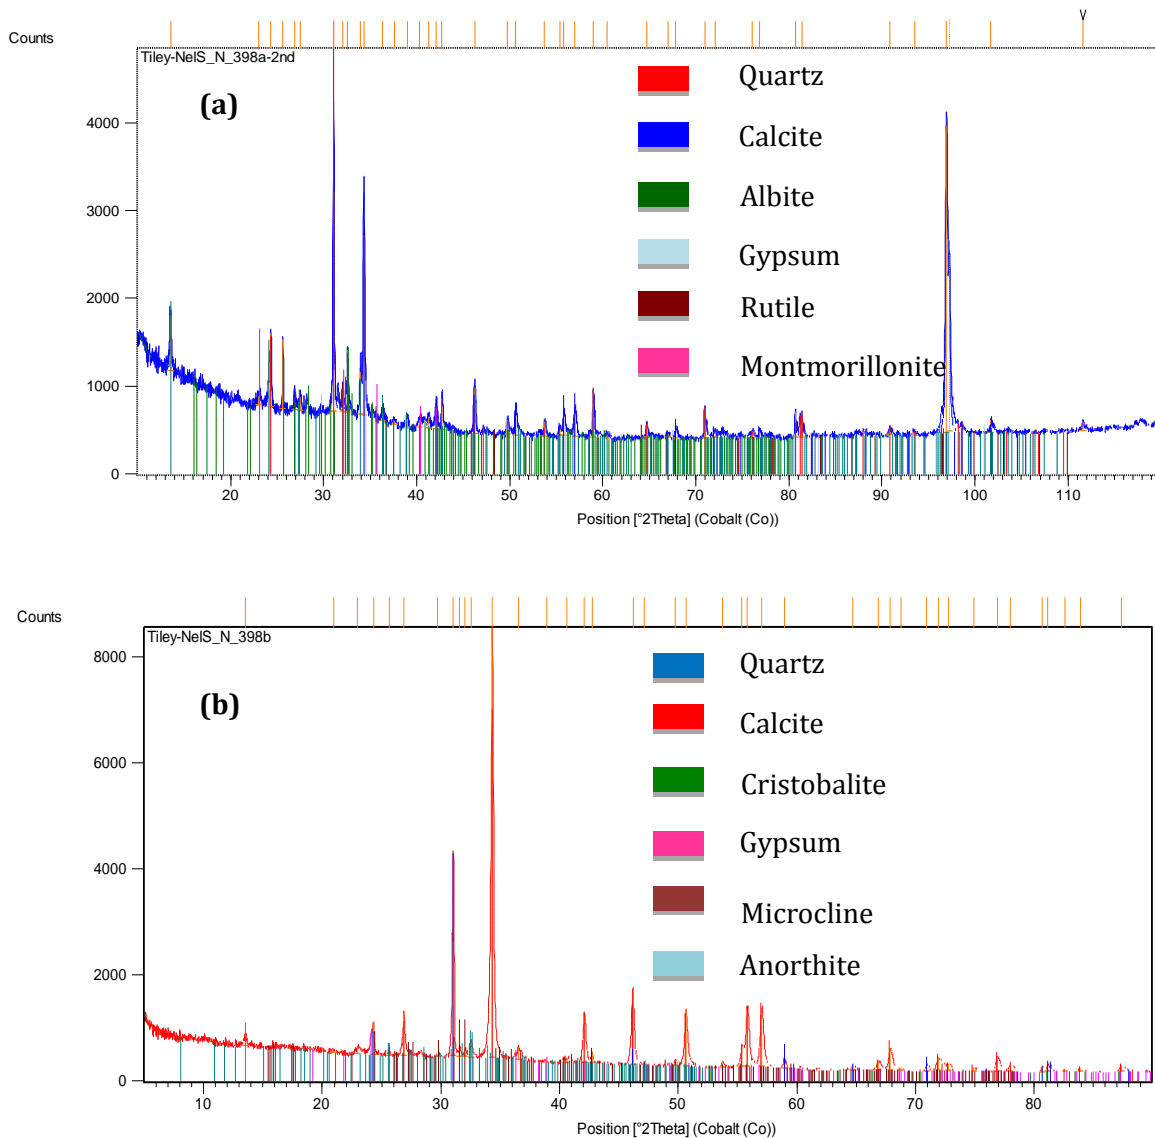 Counts
Tiley-NelS_N_398a-2nd
(a)
Quartz
Calcite
Albite
Gypsum
Rutile
Montmorillonite
4000
3000
2000
1000
0
20 30 40 50 60 70 80 90 100 110
Position [°2Theta] (Cobalt (Co))
Counts
Tiley-NelS_N_398b
(b)
Quartz
Calcite
Cristobalite
Gypsum
Microcline
Anorthite
8000
6000
4000
2000
0
10 20 30 40 50 60 70 80
Position [°2Theta] (Cobalt (Co))